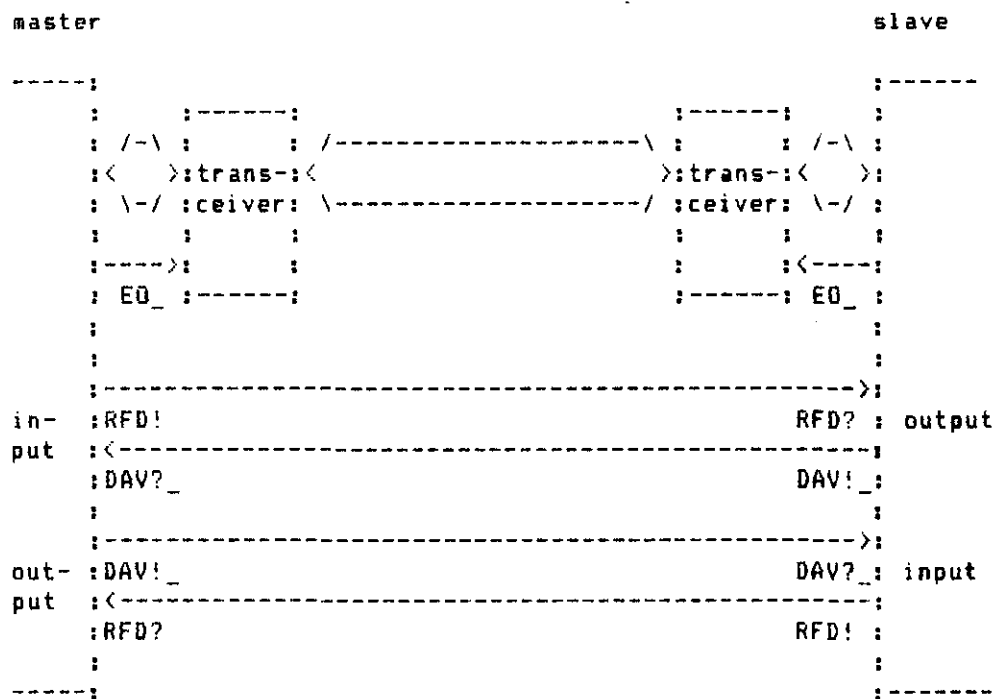 master slave
trans- trans-
ceiver ceiver
EO_ EO_
in- RFD! RFD? output
put
DAV?_ DAV!_
out- DAV!_ DAV?_ input
put
RFD? RFD!